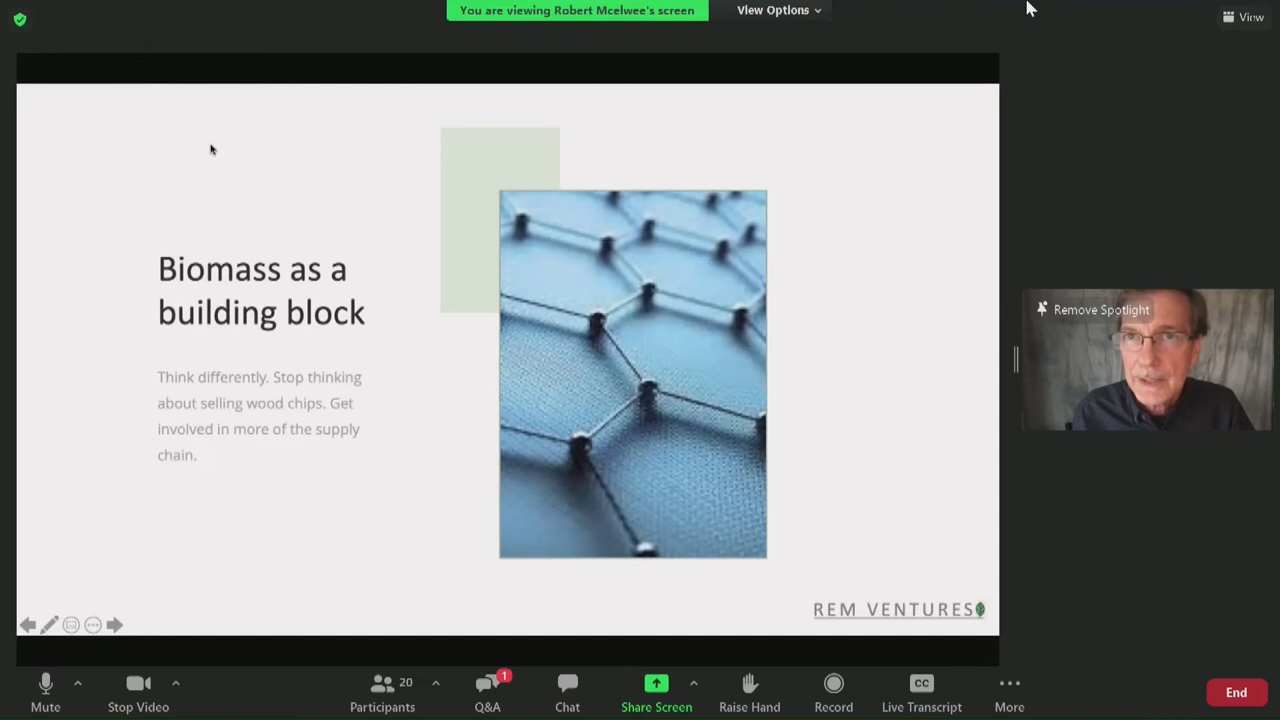 You are viewing Robert Mcelwee's screen
View Options
View
Biomass as a
building block
Think differently. Stop thinking
about selling wood chips. Get
involved in more of the supply
chain.
Remove Spotlight
REM VENTURES
Mute
Stop Video
20
Participants
1
Q&A
Chat
Share Screen
Raise Hand
Record
CC
Live Transcript
More
End